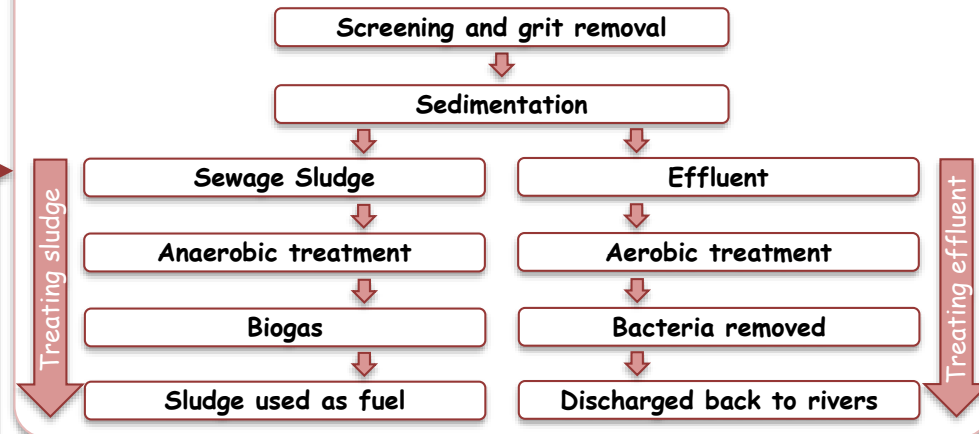 Screening and grit removal
Sedimentation
Treating sludge
Sewage Sludge
Anaerobic treatment
Biogas
Sludge used as fuel
Effluent
Aerobic treatment
Bacteria removed
Discharged back to rivers
Treating effluent